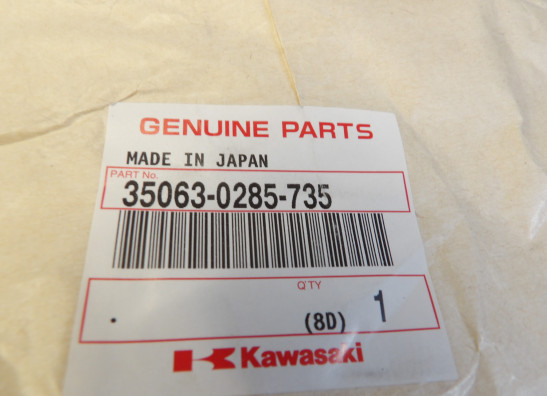 GENUINE PARTS
MADE IN JAPAN
PART No.
35063-0285-735
Q'TY
. (8D) 1
Kawasaki